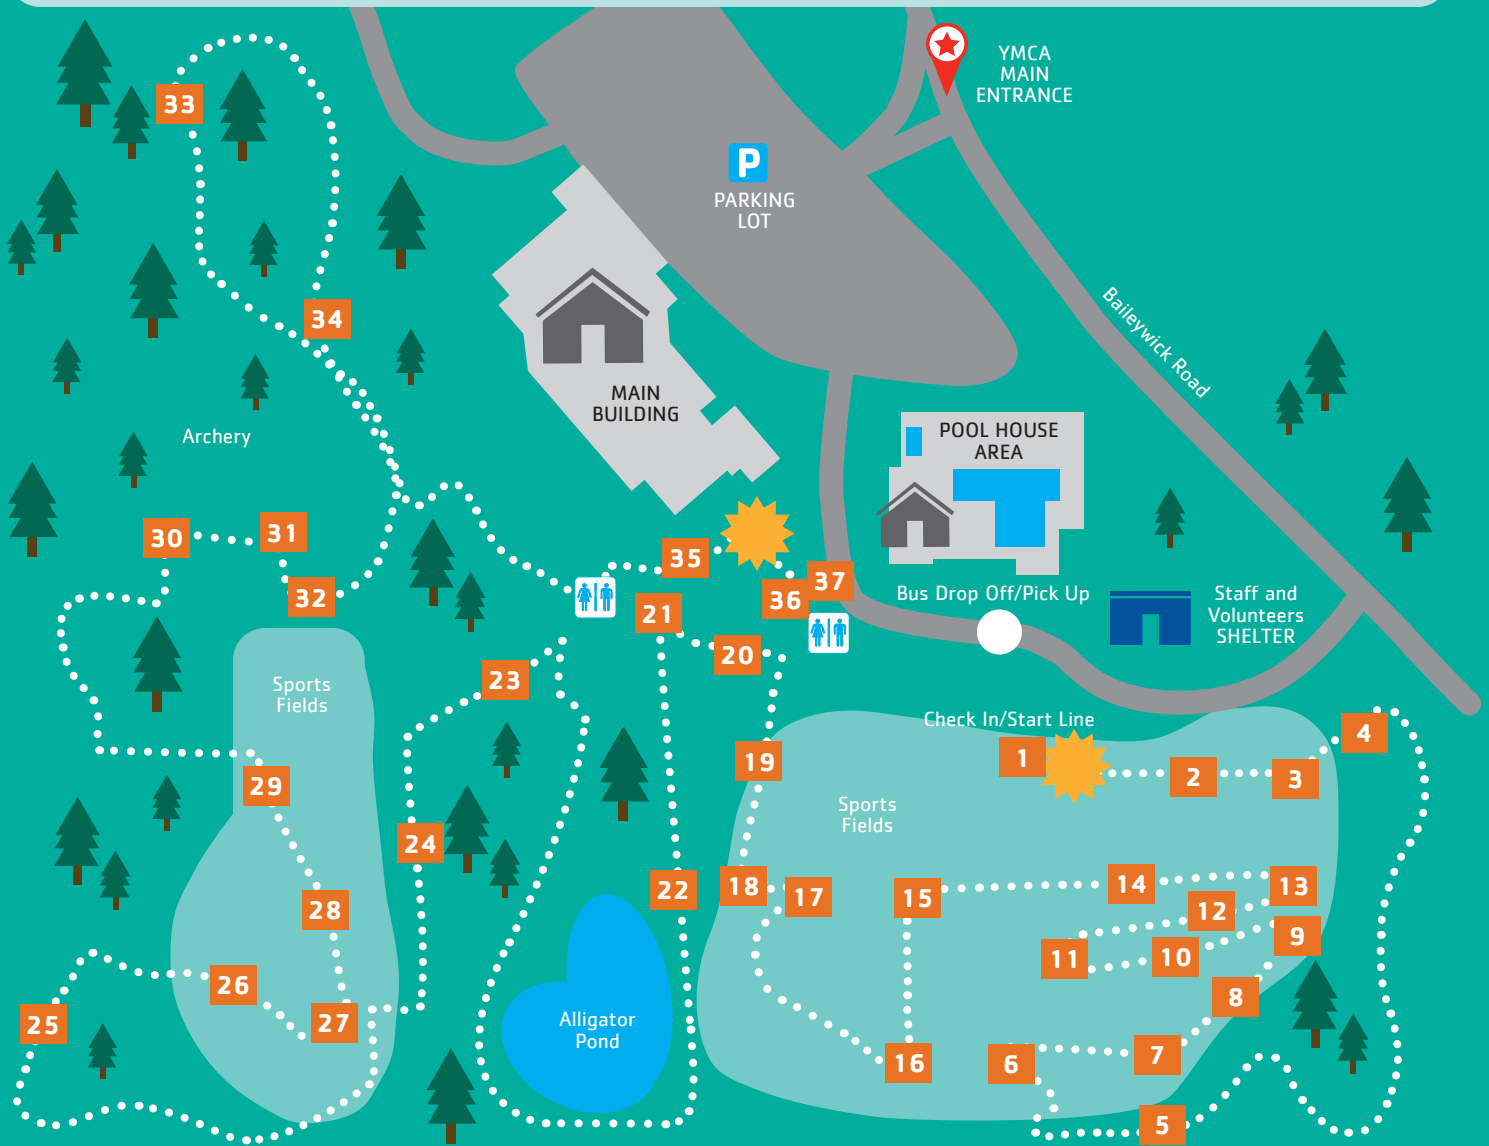 YMCA
MAIN
ENTRANCE
33
P
PARKING
LOT
Baileywick Road
34
MAIN
BUILDING
Archery
POOL HOUSE
AREA
30
31
32
35
36
37
21
20
Bus Drop Off/Pick Up
Staff and
Volunteers
SHELTER
Sports
Fields
23
Check In/Start Line
1
2
3
4
19
29
Sports
Fields
24
22
18
17
15
14
13
12
28
11
10
9
26
8
25
27
Alligator
Pond
16
6
7
5